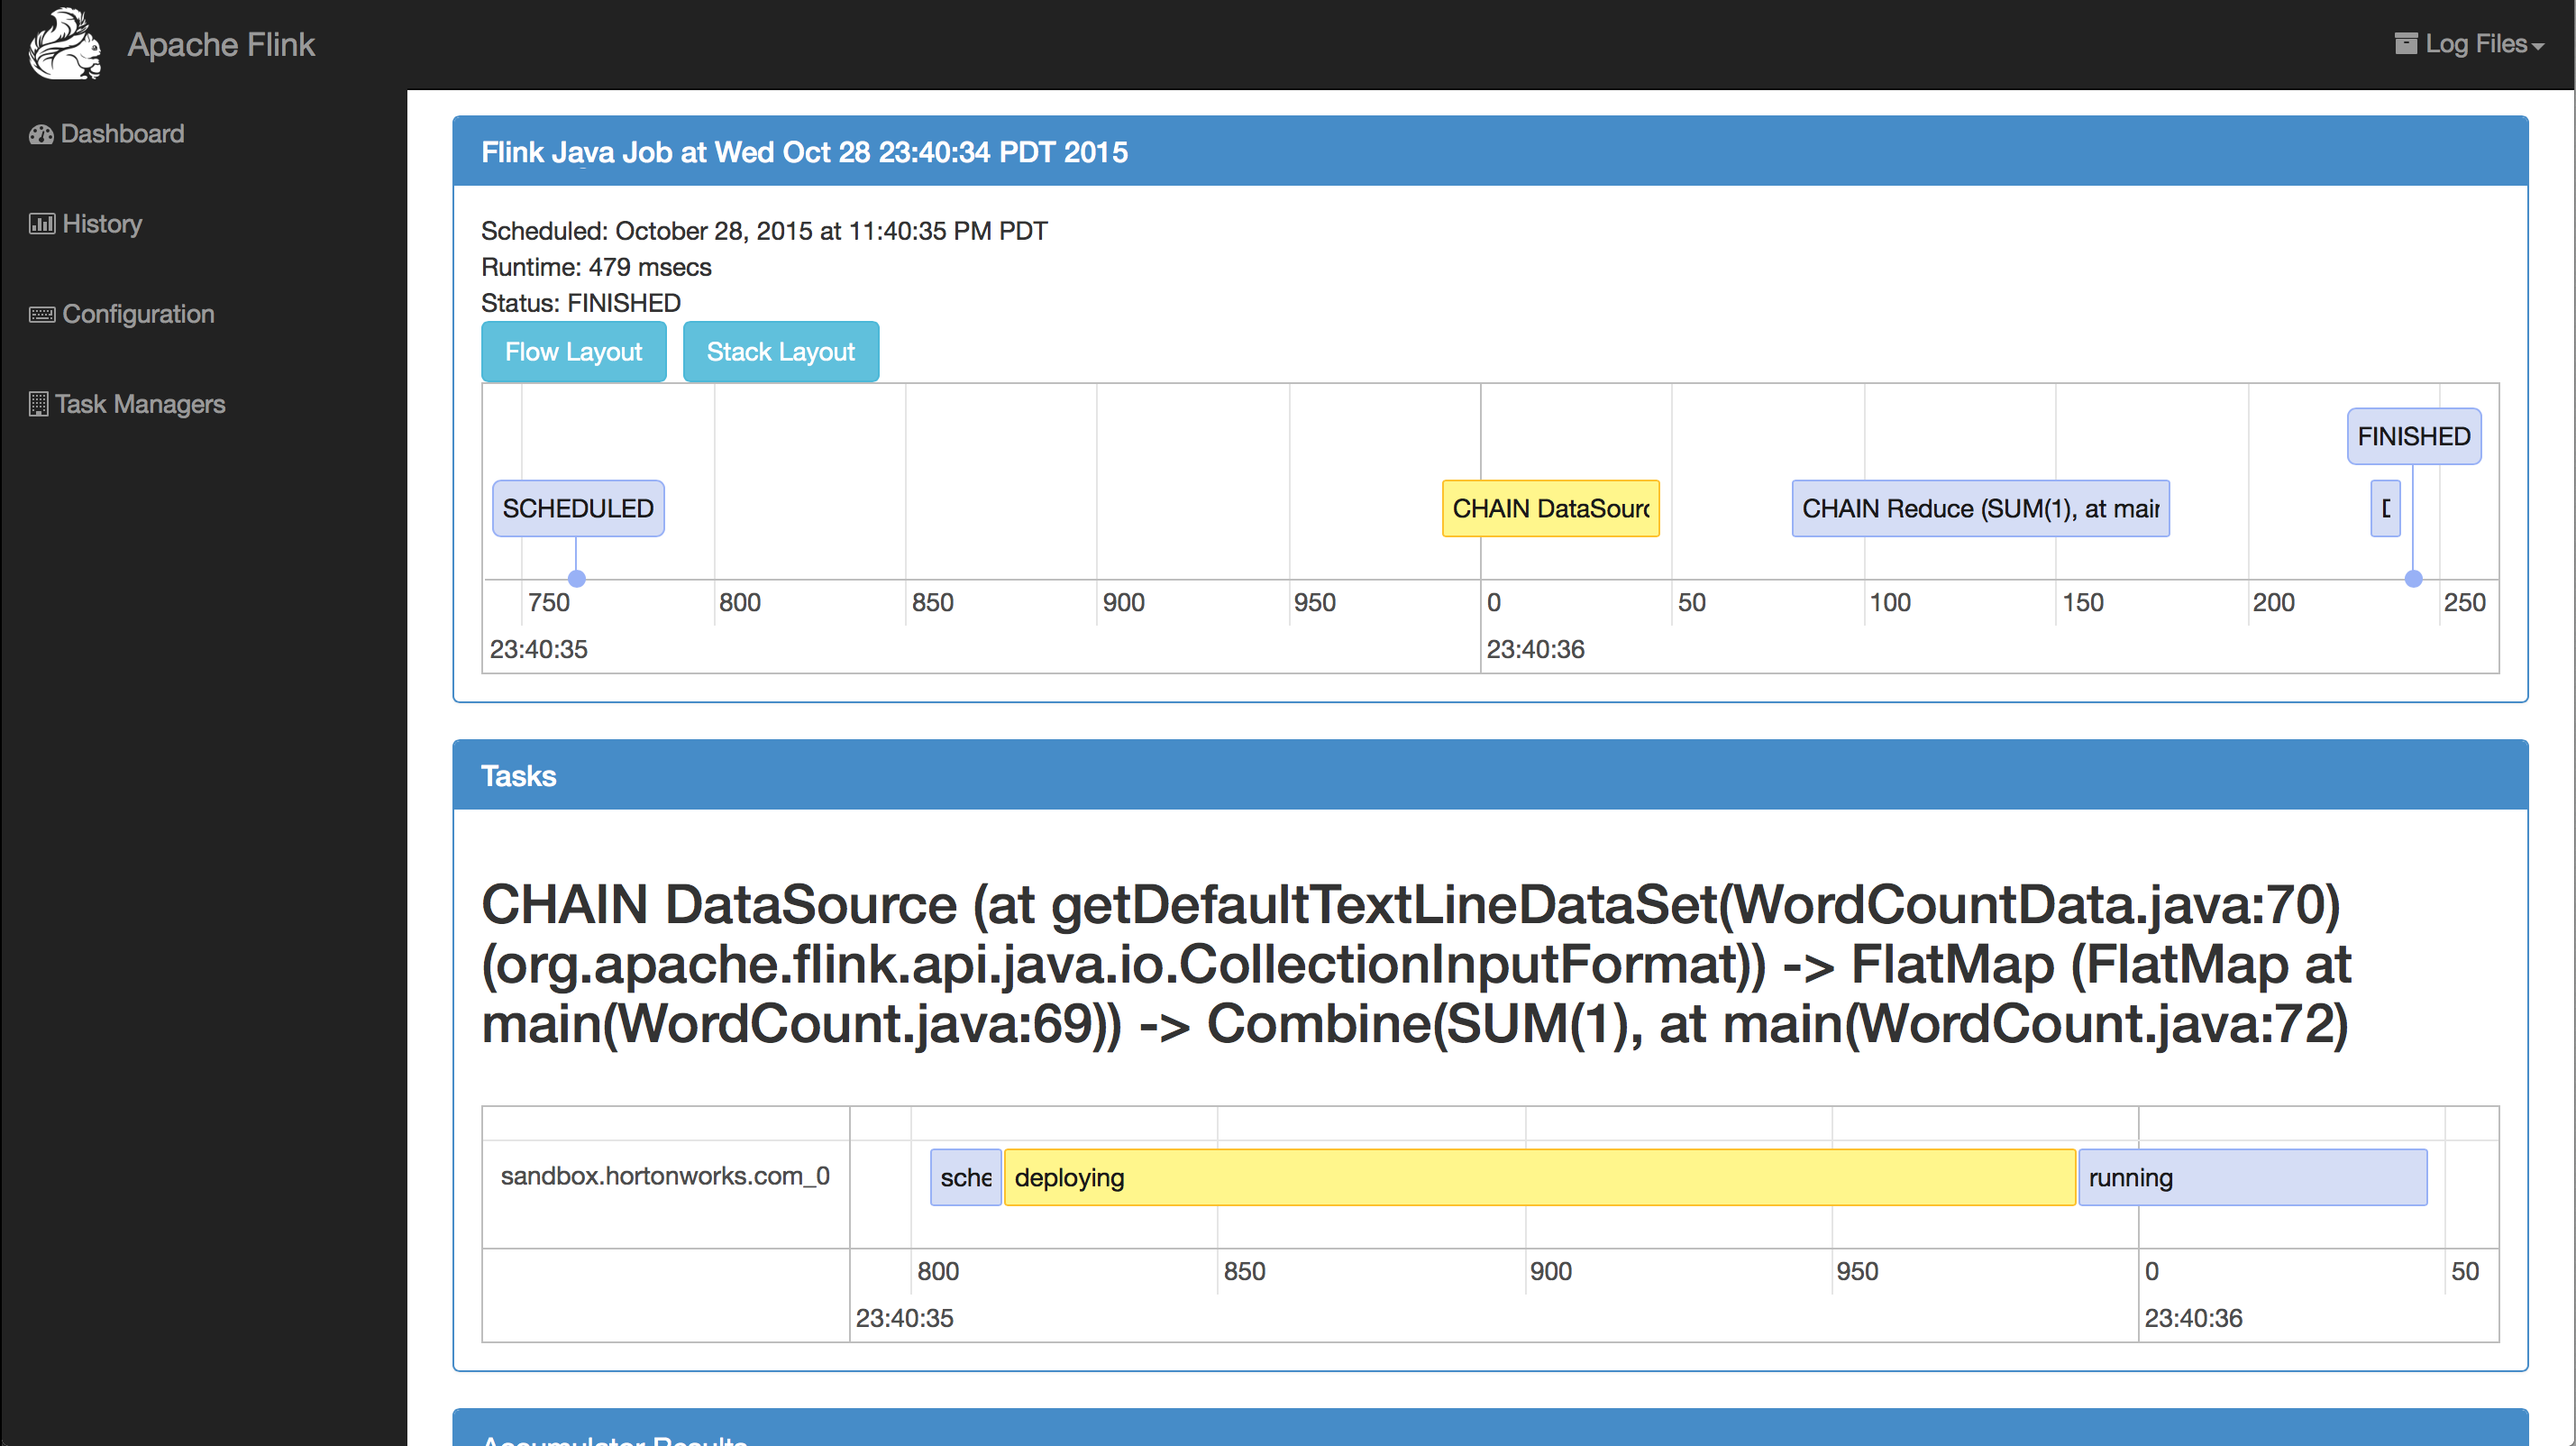 Apache Flink
Log Files
Dashboard
History
Configuration
Task Managers
Flink Java Job at Wed Oct 28 23:40:34 PDT 2015
Scheduled: October 28, 2015 at 11:40:35 PM PDT
Runtime: 479 msecs
Status: FINISHED
Flow Layout Stack Layout
FINISHED
SCHEDULED CHAIN DataSourc CHAIN Reduce (SUM(1), at mai
750 800 850 900 950 0 50 100 150 200 250
23:40:35 23:40:36
Tasks
CHAIN DataSource (at getDefaultTextLineDataSet(WordCountData.java:70)
(org.apache.flink.api.java.io.CollectionInputFormat)) -> FlatMap (FlatMap at
main(WordCount.java:69)) -> Combine(SUM(1), at main(WordCount.java:72)
sandbox.hortonworks.com_0 sche deploying running
800 850 900 950 0 50
23:40:35 23:40:36
Accumulator Results